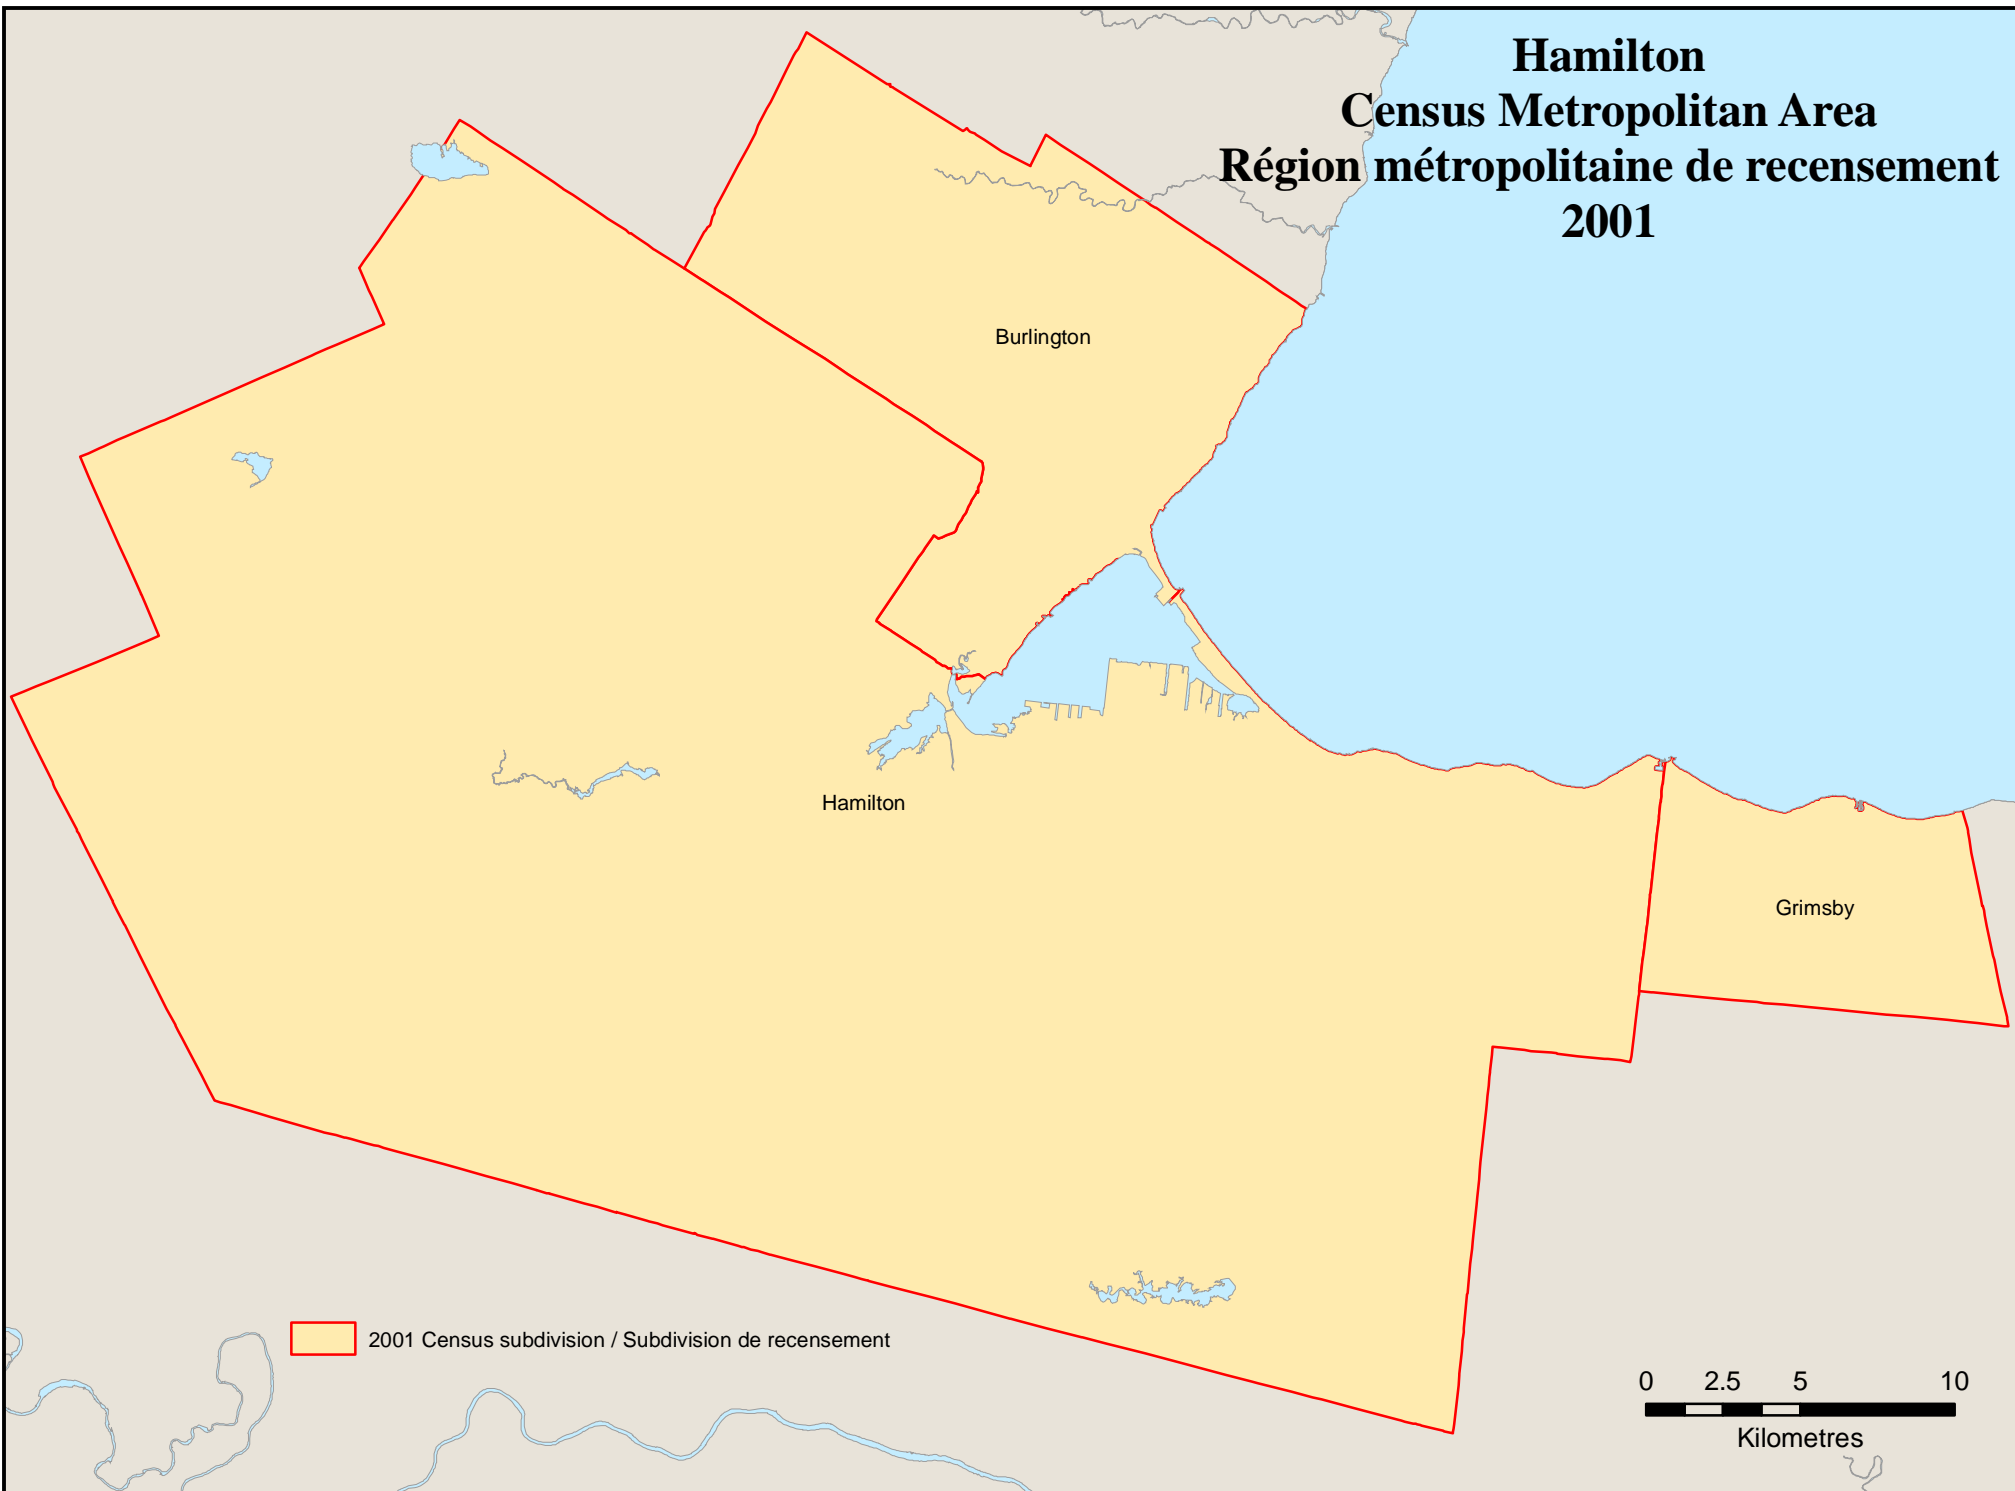 Hamilton
Census Metropolitan Area
Région métropolitaine de recensement
2001
Burlington
Hamilton
Grimsby
2001 Census subdivision / Subdivision de recensement
0 2.5 5 10
Kilometres